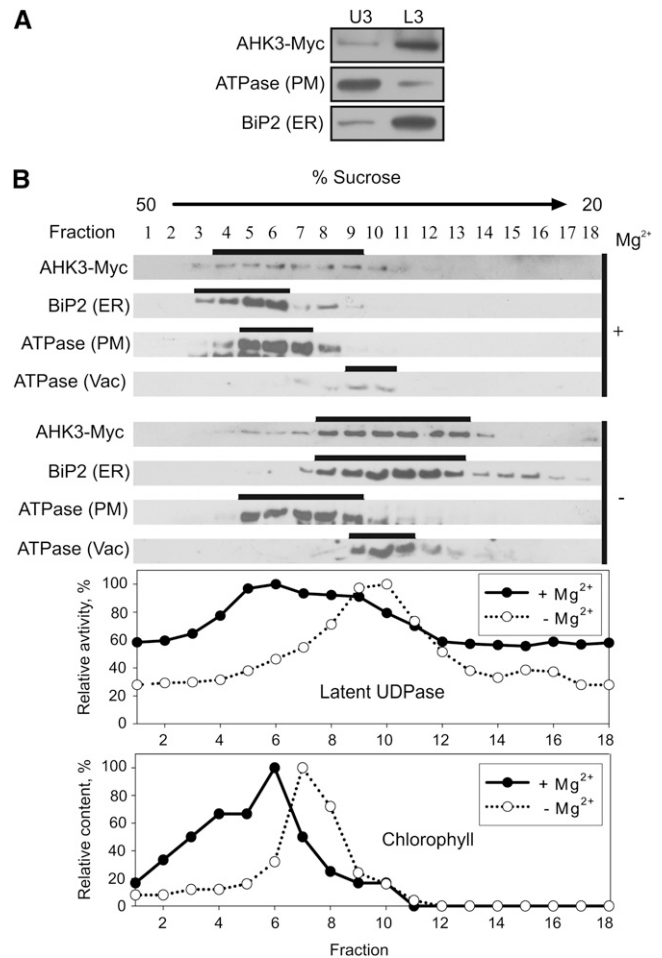 A
U3 L3
AHK3-Myc
ATPase (PM)
BiP2 (ER)
B
% Sucrose
50 20
Fraction 1 2 3 4 5 6 7 8 9 10 11 12 13 14 15 16 17 18 Mg2+
AHK3-Myc
BiP2 (ER)
ATPase (PM)
ATPase (Vac)
+
AHK3-Myc
BiP2 (ER)
ATPase (PM)
ATPase (Vac)
-
Relative avtivity, %
100
80
60
40
20
0
+ Mg2+
- Mg2+
Latent UDPase
2 4 6 8 10 12 14 16 18
Relative content, %
100
80
60
40
20
0
+ Mg2+
- Mg2+
Chlorophyll
2 4 6 8 10 12 14 16 18
Fraction